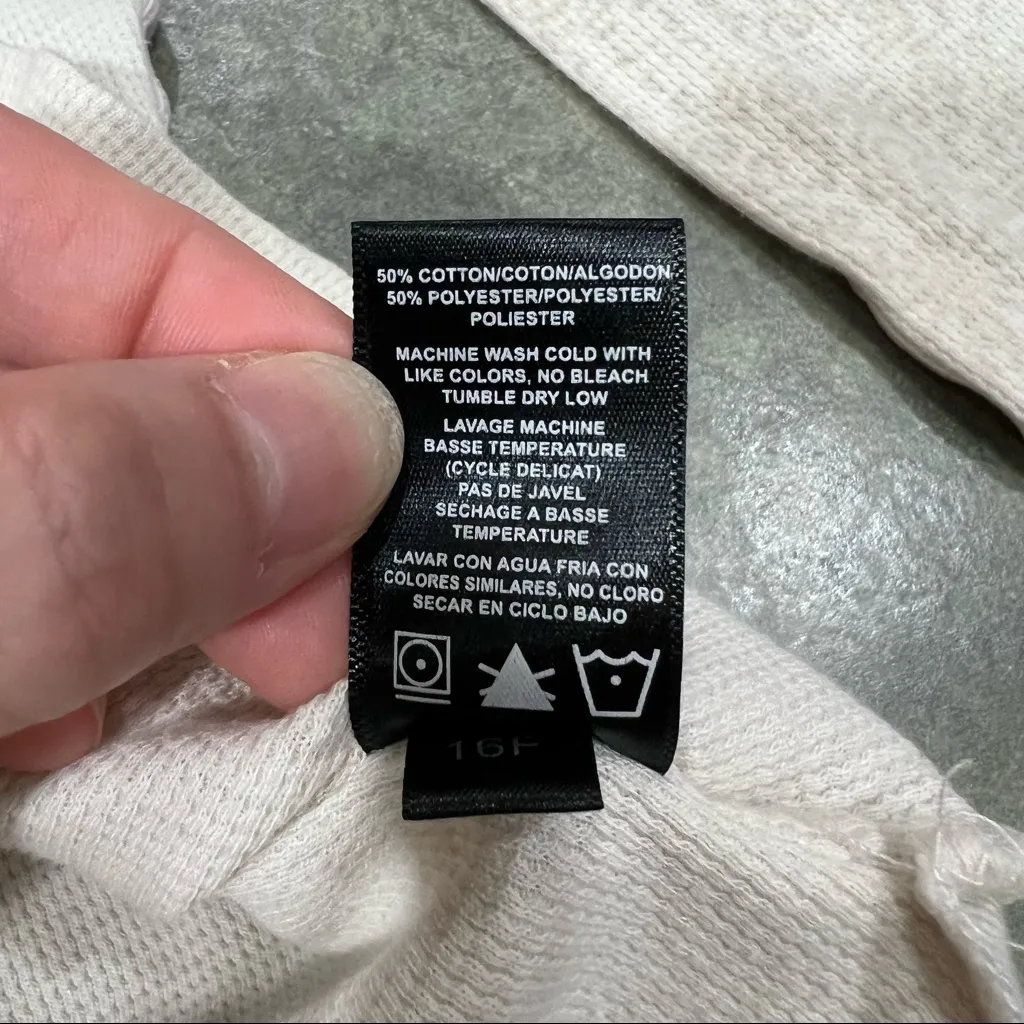 50% COTTON/COTON/ALGODON
50% POLYESTER/POLYESTER/
POLIESTER
MACHINE WASH COLD WITH
LIKE COLORS, NO BLEACH
TUMBLE DRY LOW
LAVAGE MACHINE
BASSE TEMPERATURE
(CYCLE DELICAT)
PAS DE JAVEL
SECHAGE A BASSE
TEMPERATURE
LAVAR CON AGUA FRIA CON
COLORES SIMILARES, NO CLORO
SECAR EN CICLO BAJO
16F